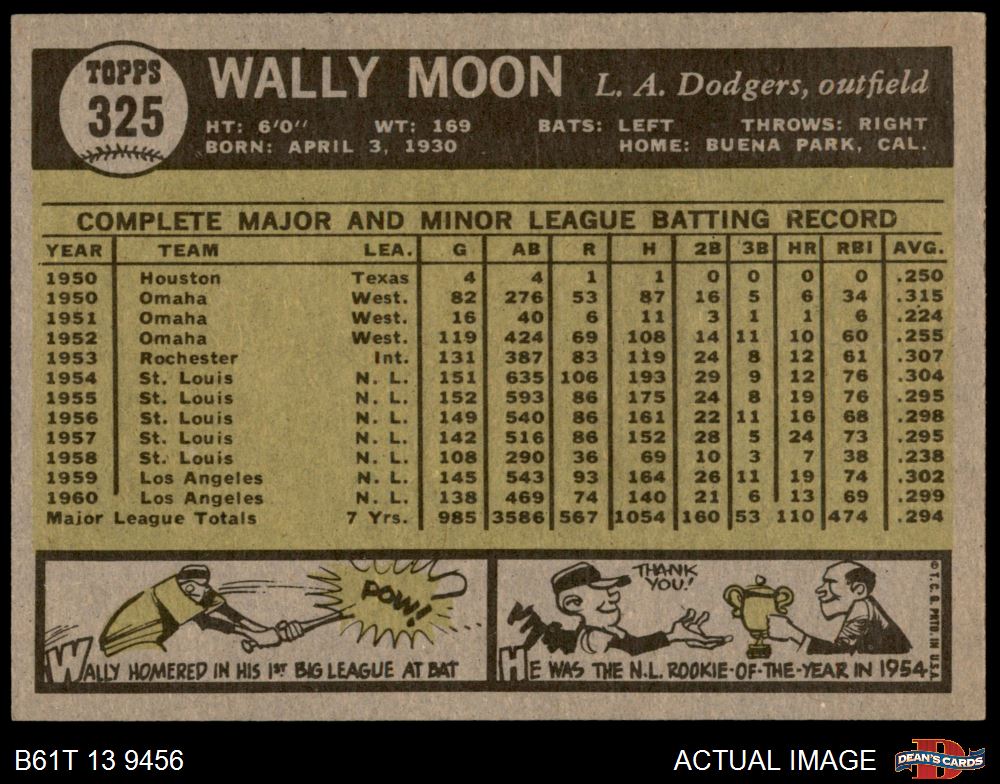 TOPPS
325
WALLY MOON L. A. Dodgers, outfield
HT: 6'0" WT: 169 BATS: LEFT THROWS: RIGHT
BORN: APRIL 3, 1930 HOME: BUENA PARK, CAL.
COMPLETE MAJOR AND MINOR LEAGUE BATTING RECORD
YEAR TEAM LEA. G AB R H 2B 3B HR RBI AVG.
1950 Houston Texas 4 4 1 1 0 0 0 0 .250
1950 Omaha West. 82 276 53 87 16 5 6 34 .315
1951 Omaha West. 16 40 6 11 3 1 1 6 .224
1952 Omaha West. 119 424 69 108 14 11 10 60 .255
1953 Rochester Int. 131 387 83 119 24 8 12 61 .307
1954 St. Louis N. L. 151 635 106 193 29 9 12 76 .304
1955 St. Louis N. L. 152 593 86 175 24 8 19 76 .295
1956 St. Louis N. L. 149 540 86 161 22 11 16 68 .298
1957 St. Louis N. L. 142 516 86 152 28 5 24 73 .295
1958 St. Louis N. L. 108 290 36 69 10 3 7 38 .238
1959 Los Angeles N. L. 145 543 93 164 26 11 19 74 .302
1960 Los Angeles N. L. 138 469 74 140 21 6 13 69 .299
Major League Totals 7 Yrs. 985 3586 567 1054 160 53 110 474 .294
POW!
WALLY HOMERED IN HIS 1ST BIG LEAGUE AT BAT
THANK
YOU!
HE WAS THE N.L. ROOKIE-OF-THE-YEAR IN 1954
© T. C. G. PRTD. IN U.S.A.
B61T 13 9456 ACTUAL IMAGE
DEAN'S CARDS